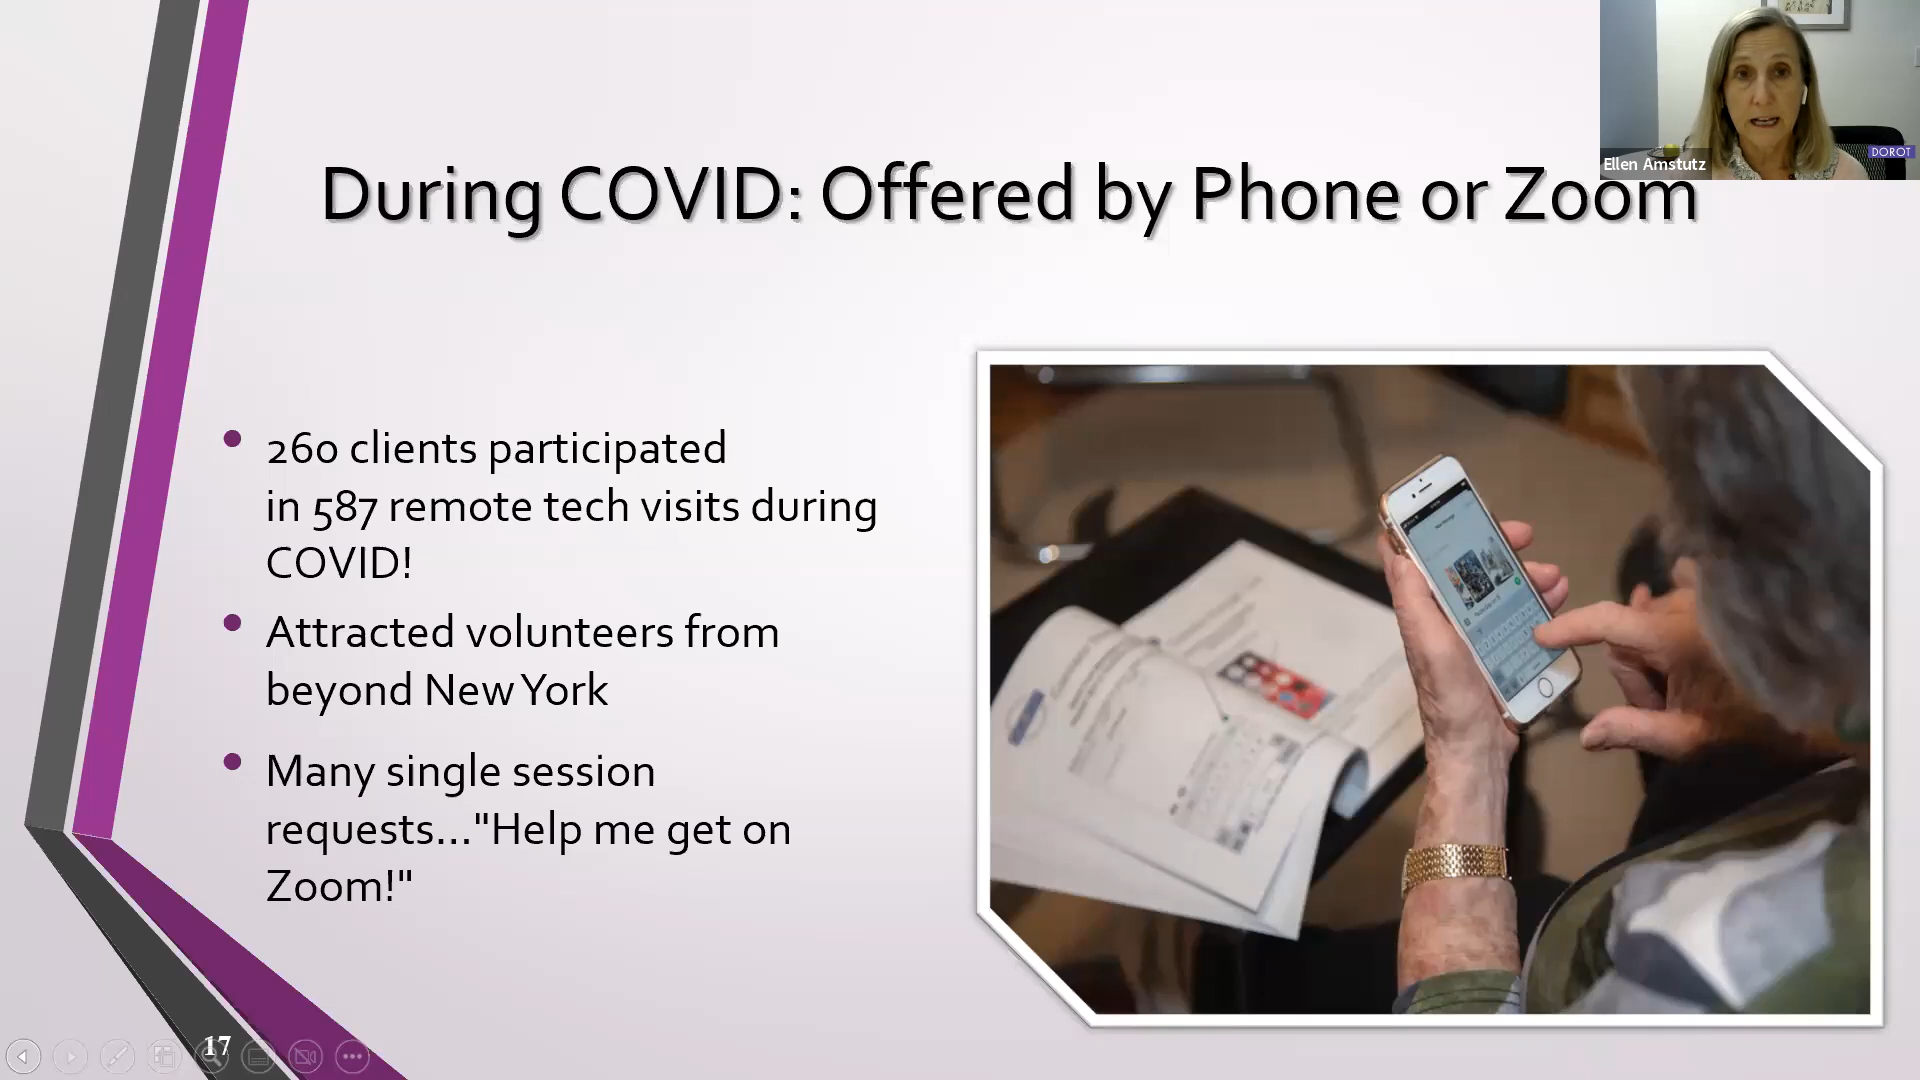 Ellen Amstutz
DOROT
During COVID: Offered by Phone or Zoom
260 clients participated
in 587 remote tech visits during
COVID!
Attracted volunteers from
beyond New York
Many single session
requests..."Help me get on
Zoom!"
17